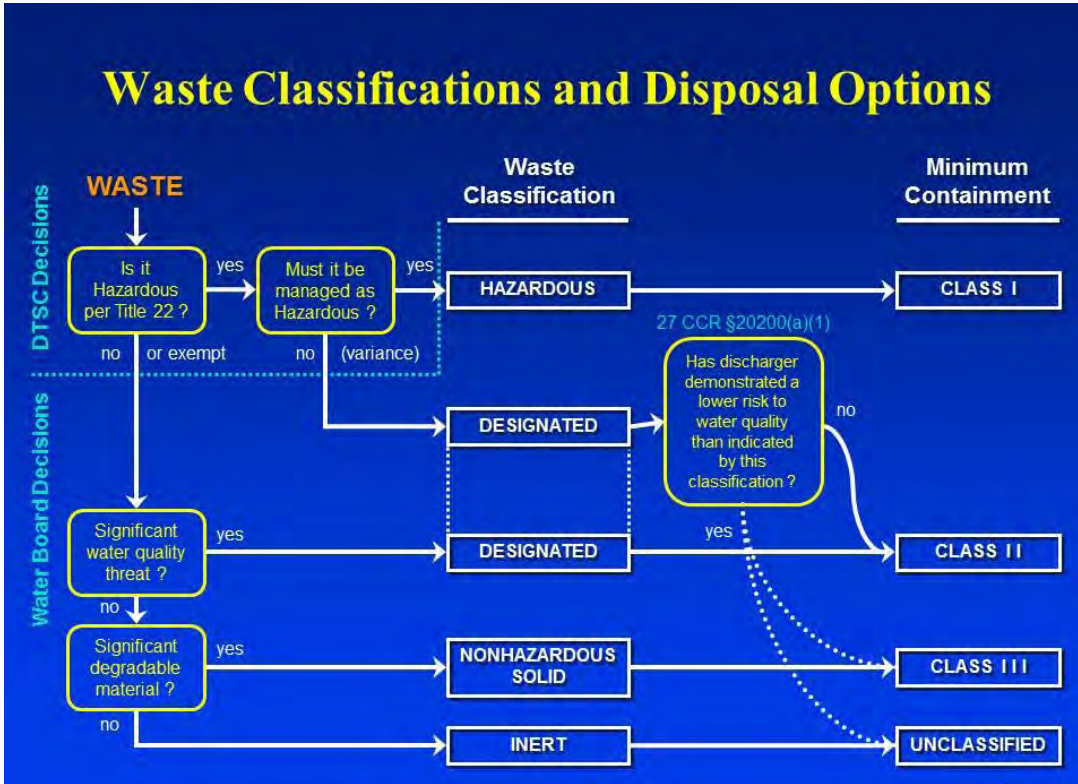 Waste Classifications and Disposal Options
DTSC Decisions
Water Board Decisions
WASTE
Waste
Classification
Minimum
Containment
Is it
Hazardous
per Title 22 ?
yes
Must it be
managed as
Hazardous ?
yes
HAZARDOUS
CLASS I
no or exempt
no (variance)
27 CCR §20200(a)(1)
Has discharger
demonstrated a
lower risk to
water quality
than indicated
by this
classification ?
no
DESIGNATED
Significant
water quality
threat ?
yes
DESIGNATED
yes
CLASS II
no
Significant
degradable
material ?
yes
NONHAZARDOUS
SOLID
CLASS III
no
INERT
UNCLASSIFIED